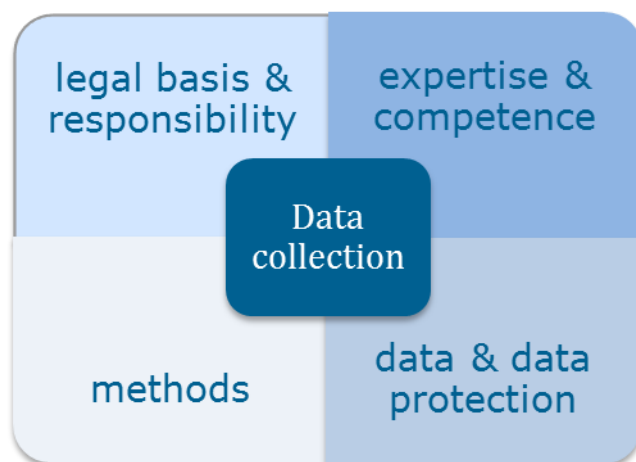 legal basis &
responsibility
expertise &
competence
Data
collection
methods
data & data
protection